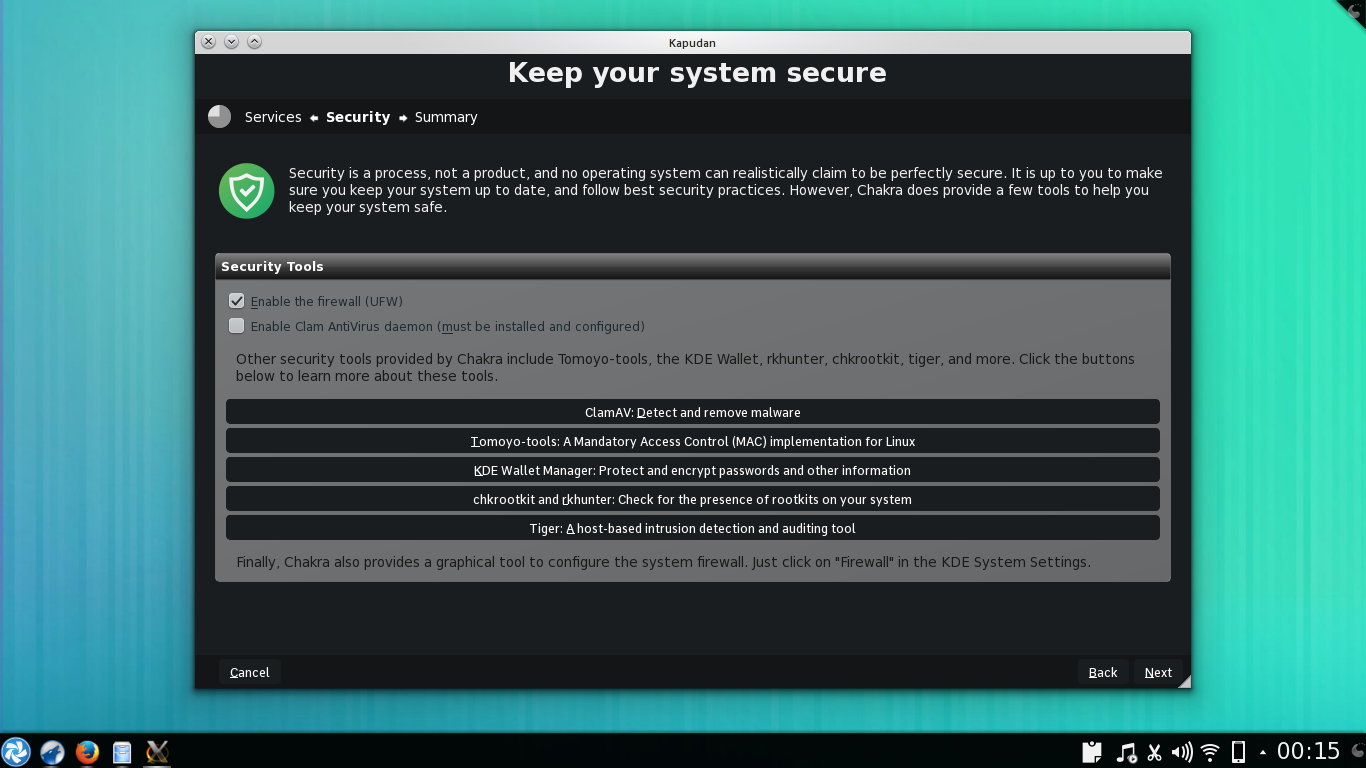 Kapudan
Keep your system secure
Services Security Summary
Security is a process, not a product, and no operating system can realistically claim to be perfectly secure. It is up to you to make
sure you keep your system up to date, and follow best security practices. However, Chakra does provide a few tools to help you
keep your system safe.
Security Tools
Enable the firewall (UFW)
Enable Clam AntiVirus daemon (must be installed and configured)
Other security tools provided by Chakra include Tomoyo-tools, the KDE Wallet, rkhunter, chkrootkit, tiger, and more. Click the buttons
below to learn more about these tools.
ClamAV: Detect and remove malware
Tomoyo-tools: A Mandatory Access Control (MAC) implementation for Linux
KDE Wallet Manager: Protect and encrypt passwords and other information
chkrootkit and rkhunter: Check for the presence of rootkits on your system
Tiger: A host-based intrusion detection and auditing tool
Finally, Chakra also provides a graphical tool to configure the system firewall. Just click on "Firewall" in the KDE System Settings.
Cancel Back Next
00:15